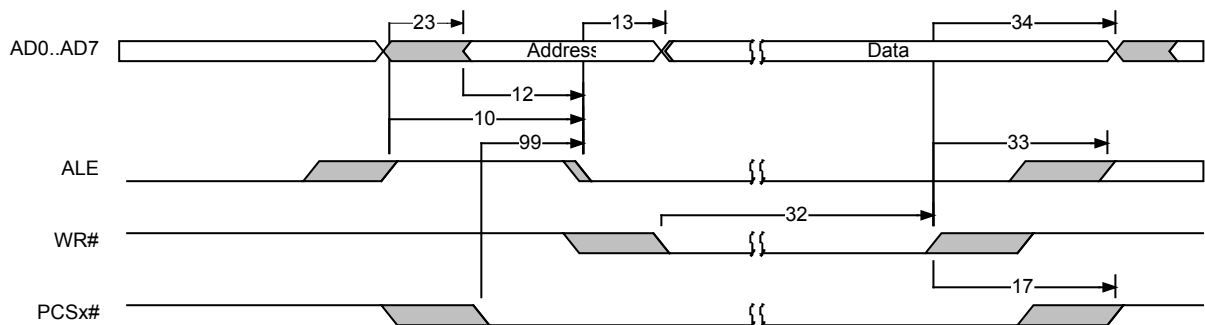 23 13 34
AD0..AD7 Address Data
12
10
99 33
ALE
32
WR#
17
PCSx#